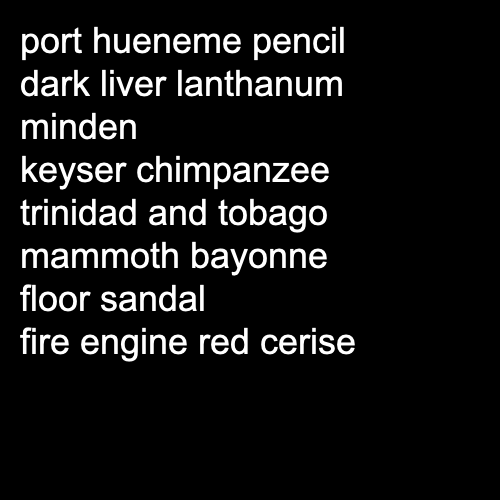 port hueneme pencil
dark liver lanthanum
minden
keyser chimpanzee
trinidad and tobago
mammoth bayonne
floor sandal
fire engine red cerise